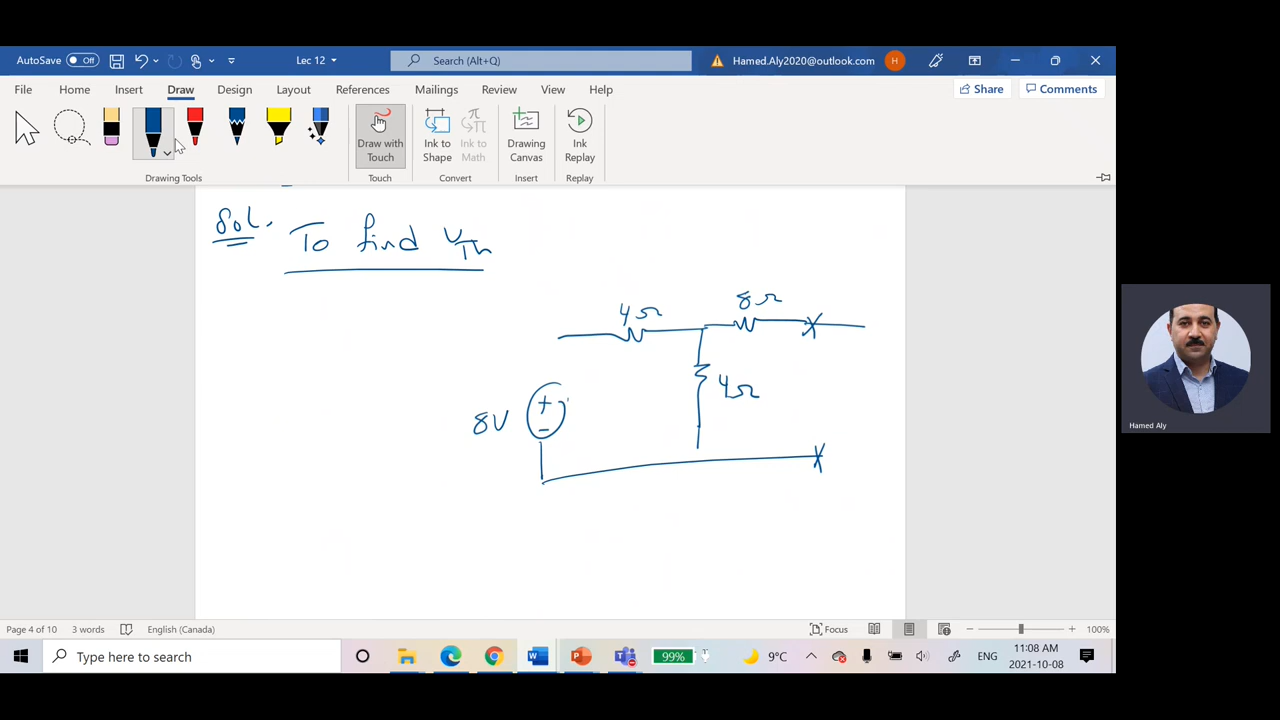 AutoSave Off Lec 12 Search (Alt+Q) Hamed.Aly2020@outlook.com H
File Home Insert Draw Design Layout References Mailings Review View Help Share Comments
Draw with Touch Ink to Shape Ink to Math Drawing Canvas Ink Replay
Drawing Tools Touch Convert Insert Replay
Sol. To find VTh
4Ω 8Ω
8V + - 4Ω
Hamed Aly
Page 4 of 10 3 words English (Canada) Focus 100%
Type here to search 99% 9°C ENG 11:08 AM
2021-10-08